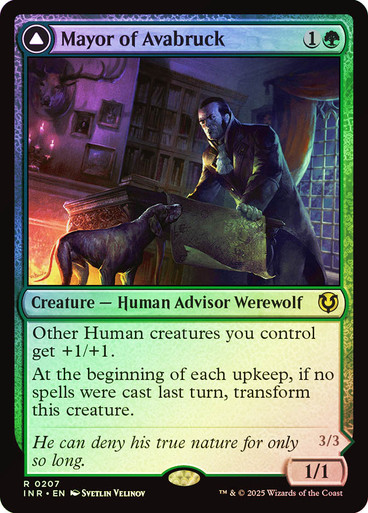 Mayor of Avabruck 1
Creature — Human Advisor Werewolf
Other Human creatures you control
get +1/+1.
At the beginning of each upkeep, if no
spells were cast last turn, transform
this creature.
He can deny his true nature for only
so long.
3/3
1/1
R 0207
INR • EN Svetlin Velinov
™ & © 2025 Wizards of the Coast